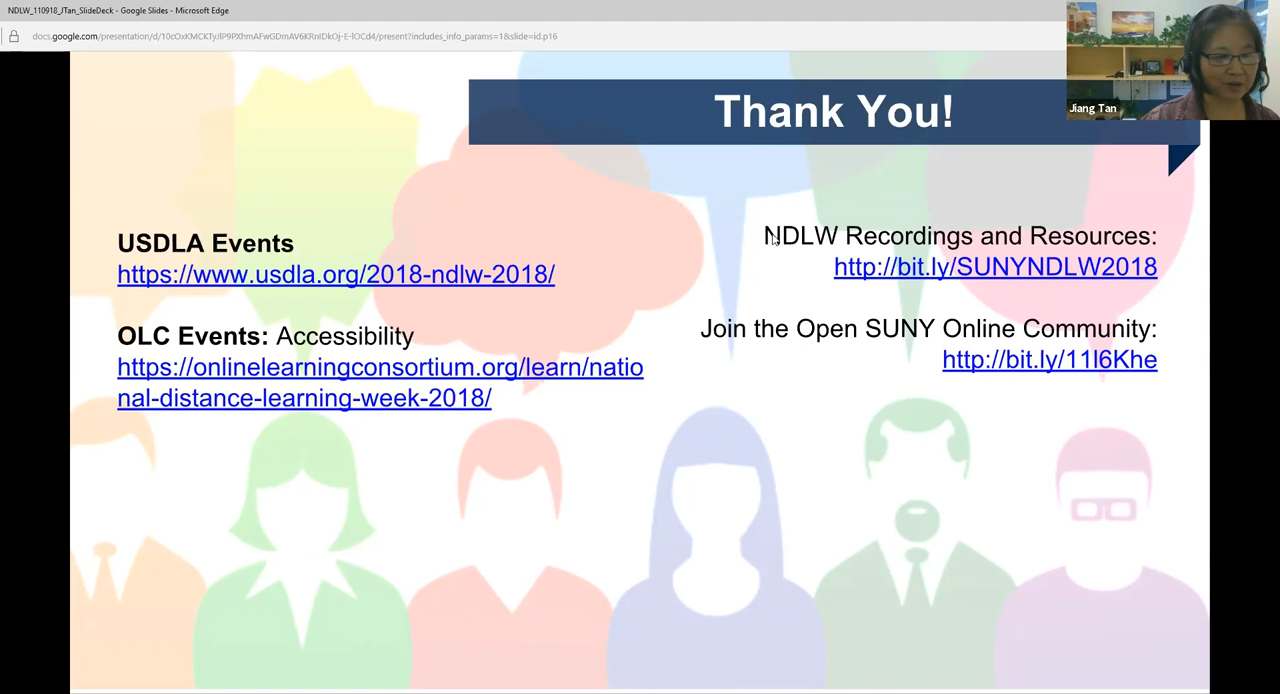 NDLW_110918_JTan_SlideDeck - Google Slides - Microsoft Edge
Jiang Tan
Thank You!
USDLA Events
https://www.usdla.org/2018-ndlw-2018/
OLC Events: Accessibility
https://onlinelearningconsortium.org/learn/natio
nal-distance-learning-week-2018/
NDLW Recordings and Resources:
http://bit.ly/SUNYNDLW2018
Join the Open SUNY Online Community:
http://bit.ly/11l6Khe